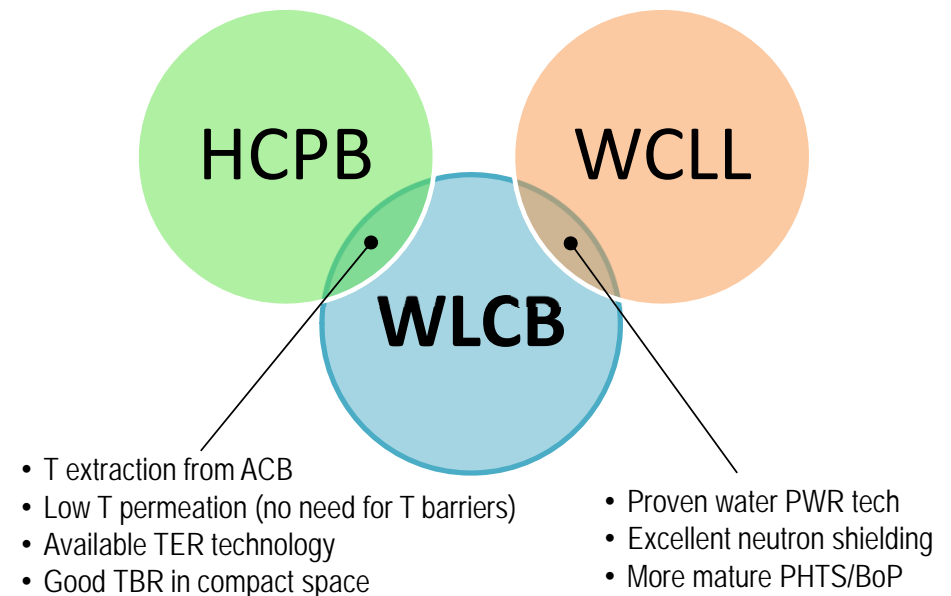 HCPB
WCLL
WLCB
• T extraction from ACB
• Low T permeation (no need for T barriers)
• Available TER technology
• Good TBR in compact space
• Proven water PWR tech
• Excellent neutron shielding
• More mature PHTS/BoP